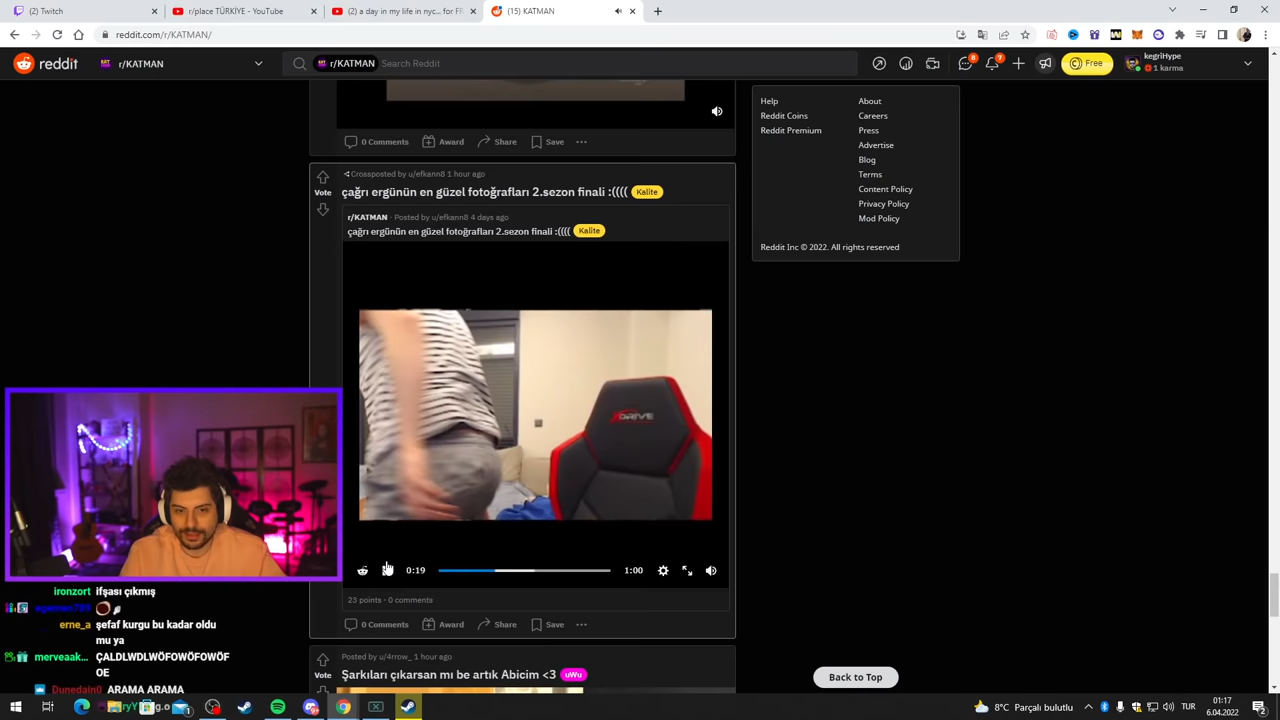 (2) Twitch
r/place TÜRKİYE - YouTube
(2) a day in my life in nyc... for FR
(15) KATMAN
reddit.com/r/KATMAN/
reddit
r/KATMAN
r/KATMAN Search Reddit
8
7
Free
kegriHype
1 karma
Help
About
Reddit Coins
Careers
Reddit Premium
Press
Advertise
Blog
Terms
Content Policy
Privacy Policy
Mod Policy
Reddit Inc © 2022. All rights reserved
0 Comments Award Share Save
Crossposted by u/efkann8 1 hour ago
Vote
çağrı ergünün en güzel fotoğrafları 2.sezon finali :(((( Kalite
r/KATMAN · Posted by u/efkann8 4 days ago
çağrı ergünün en güzel fotoğrafları 2.sezon finali :(((( Kalite
DRIVE
0:19
1:00
23 points · 0 comments
0 Comments Award Share Save
Posted by u/4rrow_ 1 hour ago
Vote
Şarkıları çıkarsan mı be artık Abicim <3 uWu
Back to Top
ironzort ifşası çıkmış
erne_a şefaf kurgu bu kadar oldu
mu ya
merveaak... ÇALDLWDLWÖFOWÖFOWÖF
OE
Dunedain0 ARAMA ARAMA
8°C Parçalı bulutlu
TUR
01:17
6.04.2022